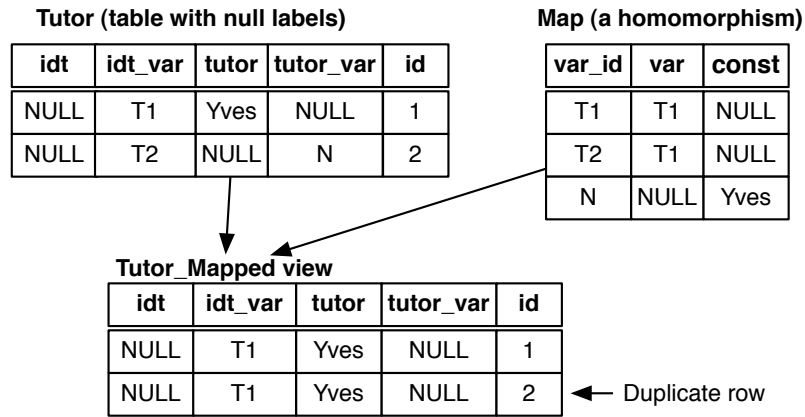 Tutor (table with null labels) Map (a homomorphism)
idt idt_var tutor tutor_var id var_id var const
NULL T1 Yves NULL 1 T1 T1 NULL
NULL T2 NULL N 2 T2 T1 NULL
N NULL Yves
Tutor_Mapped view
idt idt_var tutor tutor_var id
NULL T1 Yves NULL 1
NULL T1 Yves NULL 2 Duplicate row